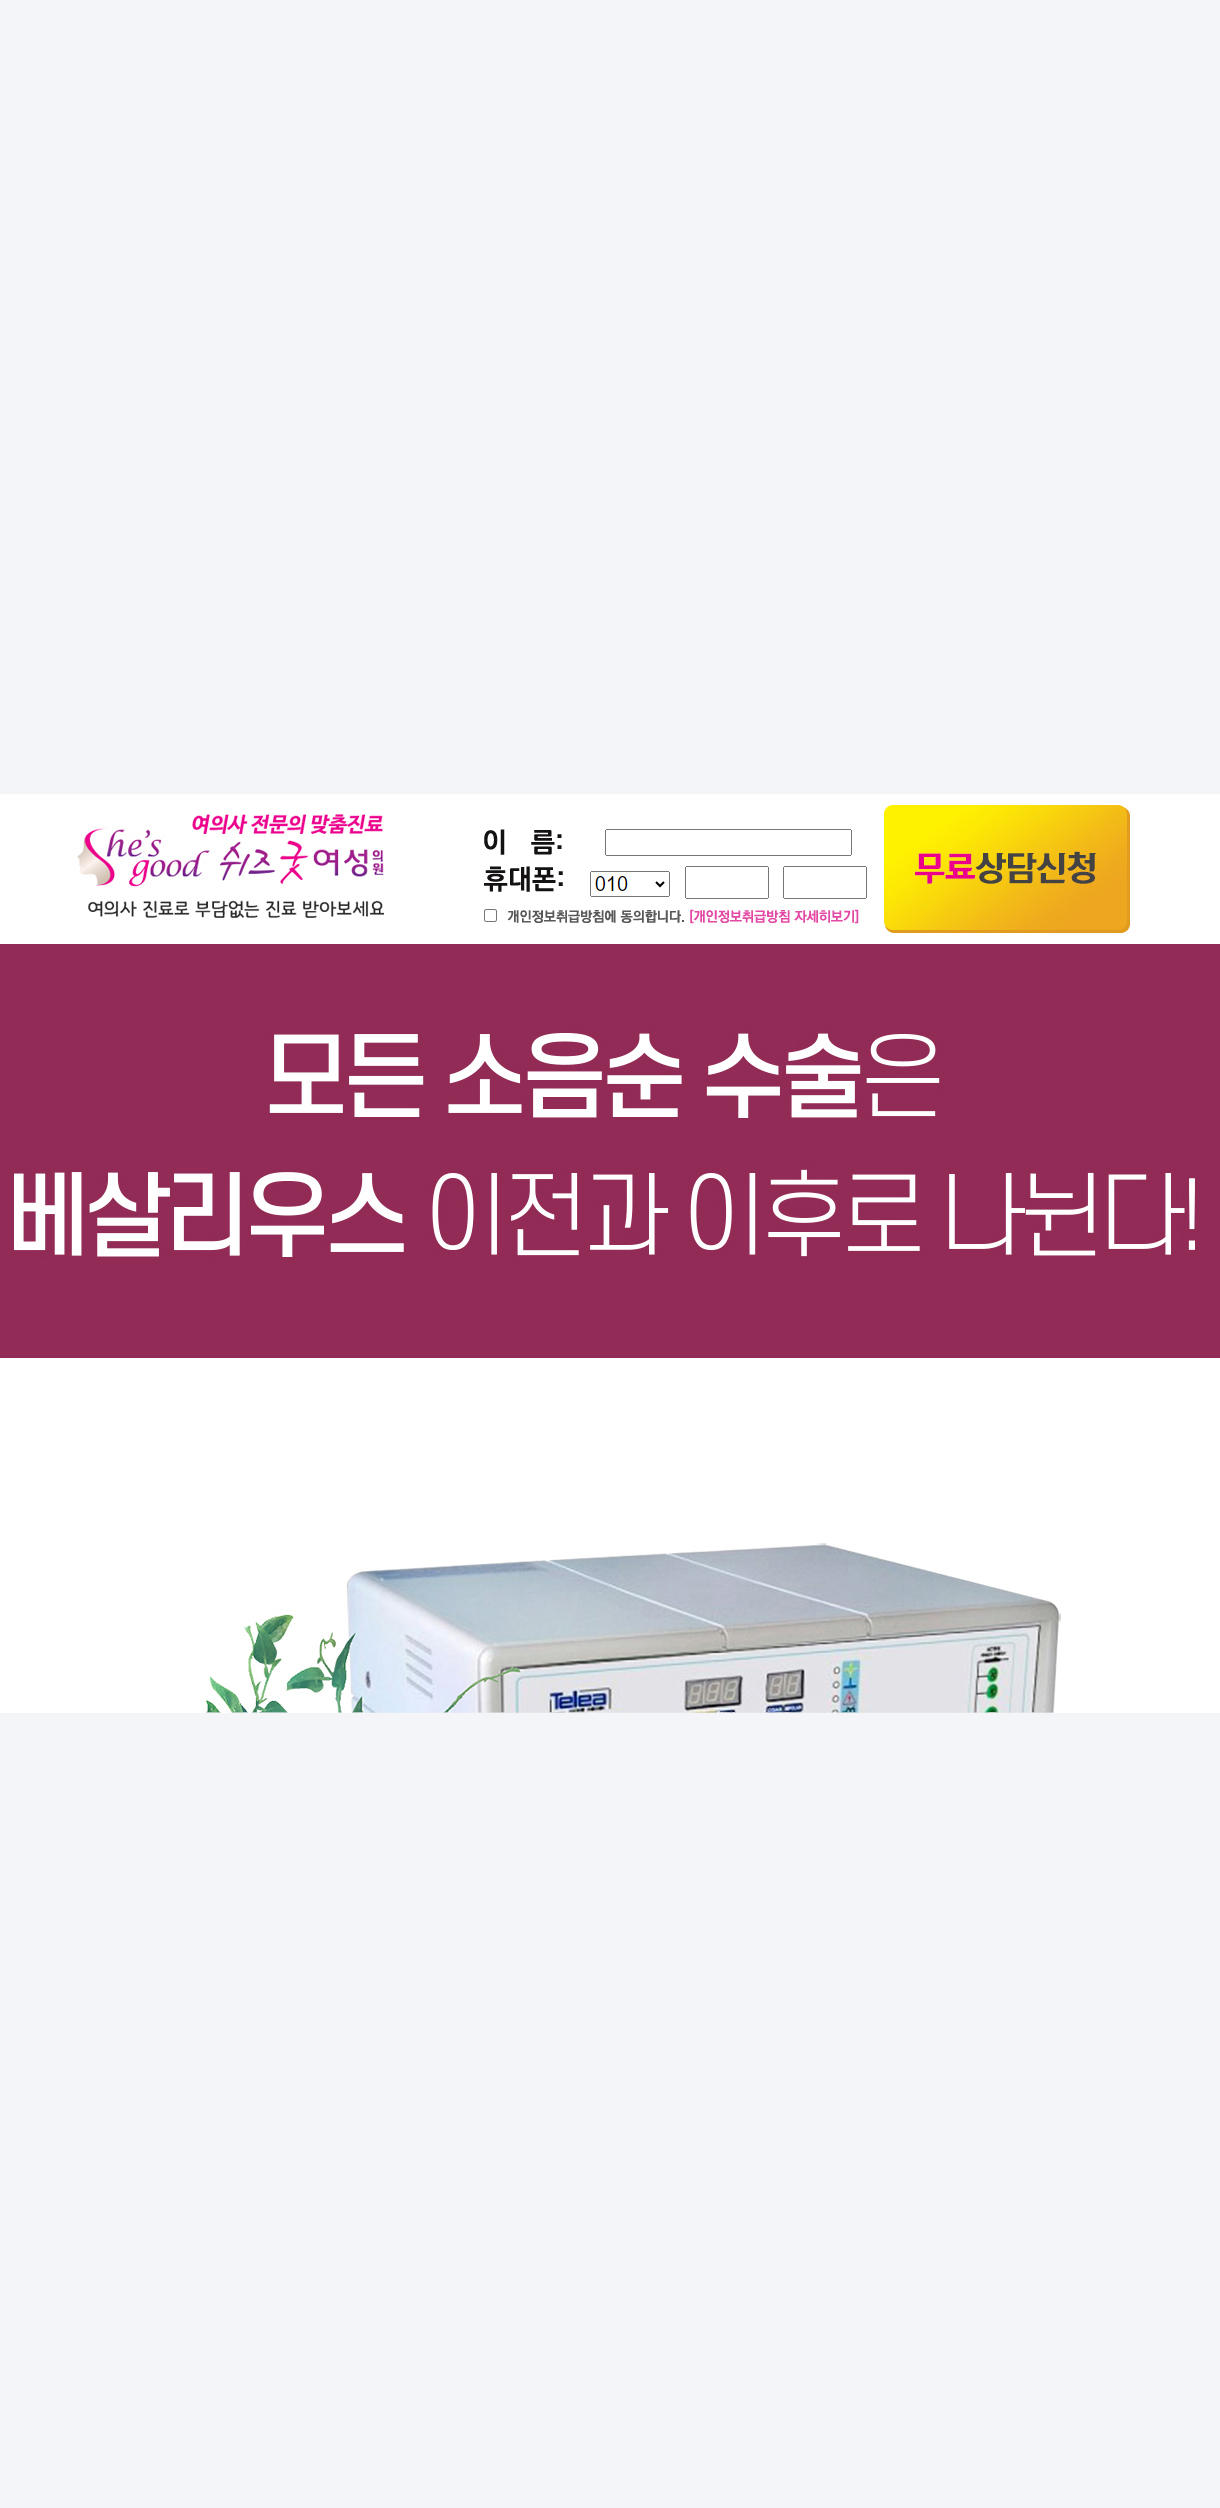 여의사 전문의 맞춤진료
She's good 쉬즈굿여성의원
여의사 진료로 부담없는 진료 받아보세요
이 름:
휴대폰: 010
개인정보취급방침에 동의합니다. [개인정보취급방침 자세히보기]
무료상담신청
모든 소음순 수술은
베살리우스 이전과 이후로 나뉜다!
Telea